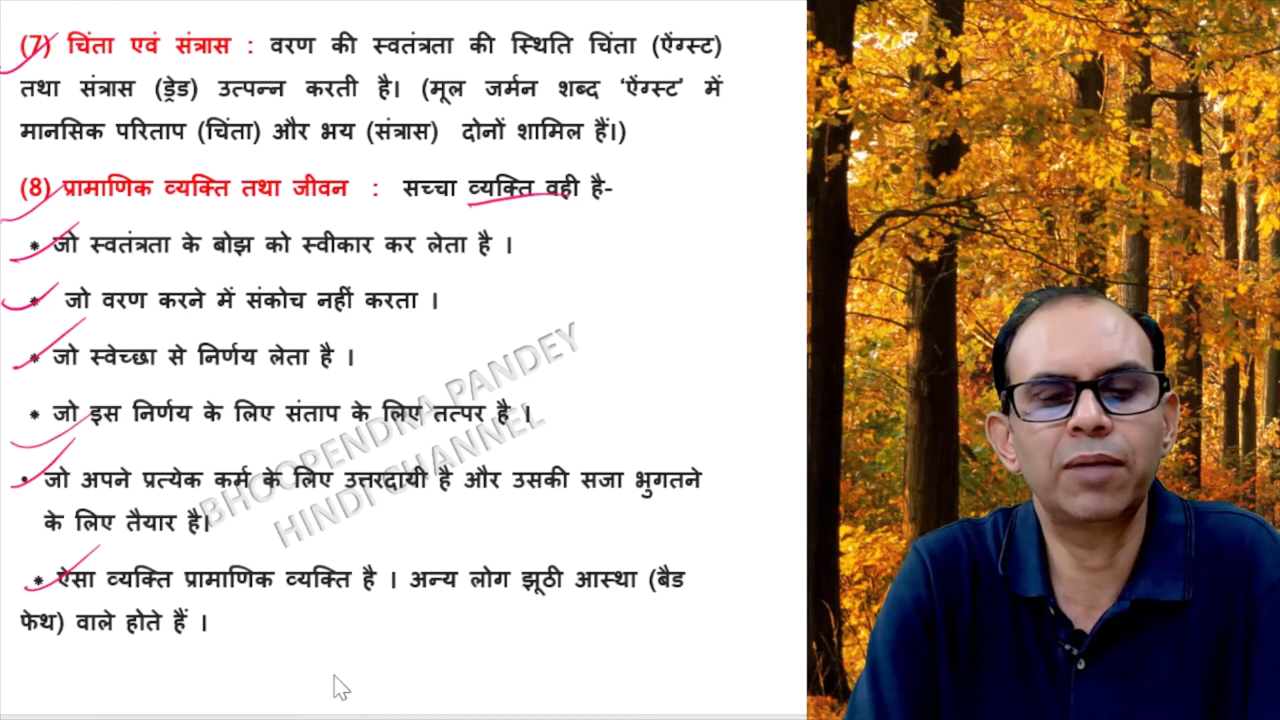 (7) चिंता एवं संत्रास : वरण की स्वतंत्रता की स्थिति चिंता (ऐंग्स्ट)
तथा संत्रास (ड्रेड) उत्पन्न करती है। (मूल जर्मन शब्द 'ऐंग्स्ट' में
मानसिक परिताप (चिंता) और भय (संत्रास) दोनों शामिल हैं।)
(8) प्रामाणिक व्यक्ति तथा जीवन : सच्चा व्यक्ति वही है-
* जो स्वतंत्रता के बोझ को स्वीकार कर लेता है ।
* जो वरण करने में संकोच नहीं करता ।
* जो स्वेच्छा से निर्णय लेता है ।
* जो इस निर्णय के लिए संताप के लिए तत्पर है ।
• जो अपने प्रत्येक कर्म के लिए उत्तरदायी है और उसकी सजा भुगतने
के लिए तैयार है।
* ऐसा व्यक्ति प्रामाणिक व्यक्ति है । अन्य लोग झूठी आस्था (बैड
फेथ) वाले होते हैं ।
BHOOPENDRA PANDEY
HINDI CHANNEL